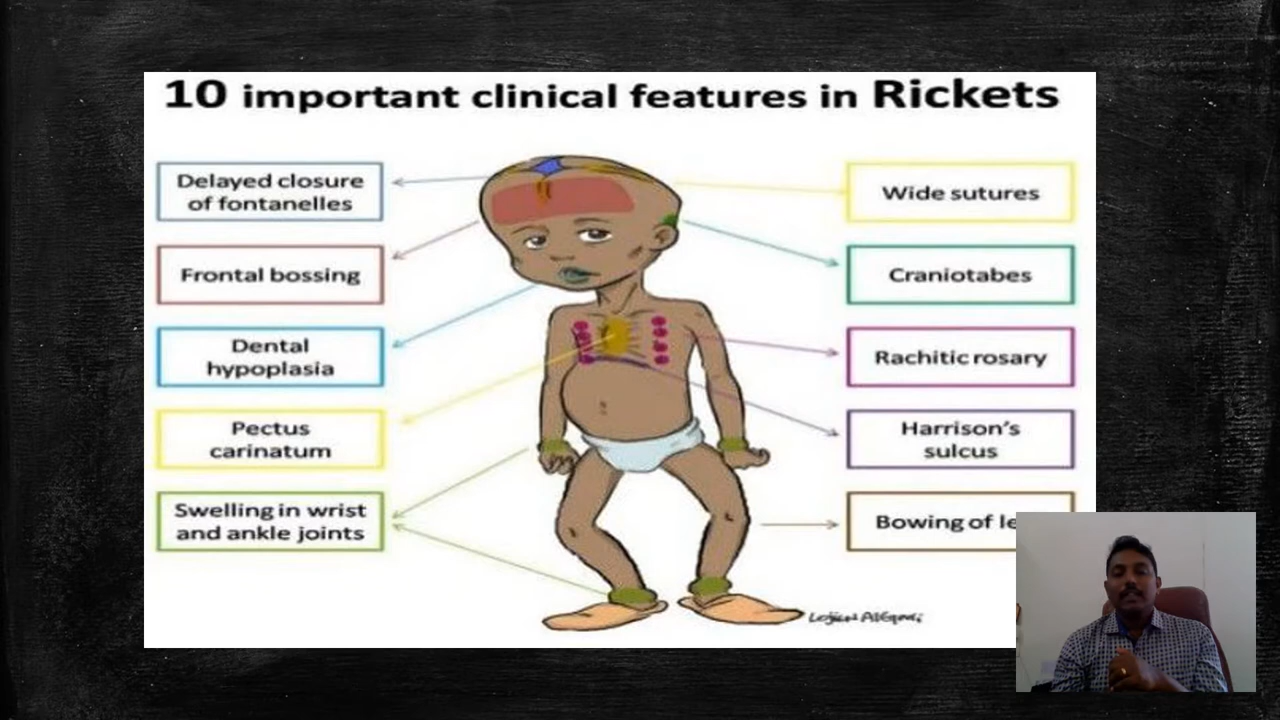 10 important clinical features in Rickets
Delayed closure
of fontanelles
Frontal bossing
Dental
hypoplasia
Pectus
carinatum
Swelling in wrist
and ankle joints
Wide sutures
Craniotabes
Rachitic rosary
Harrison's
sulcus
Bowing of le